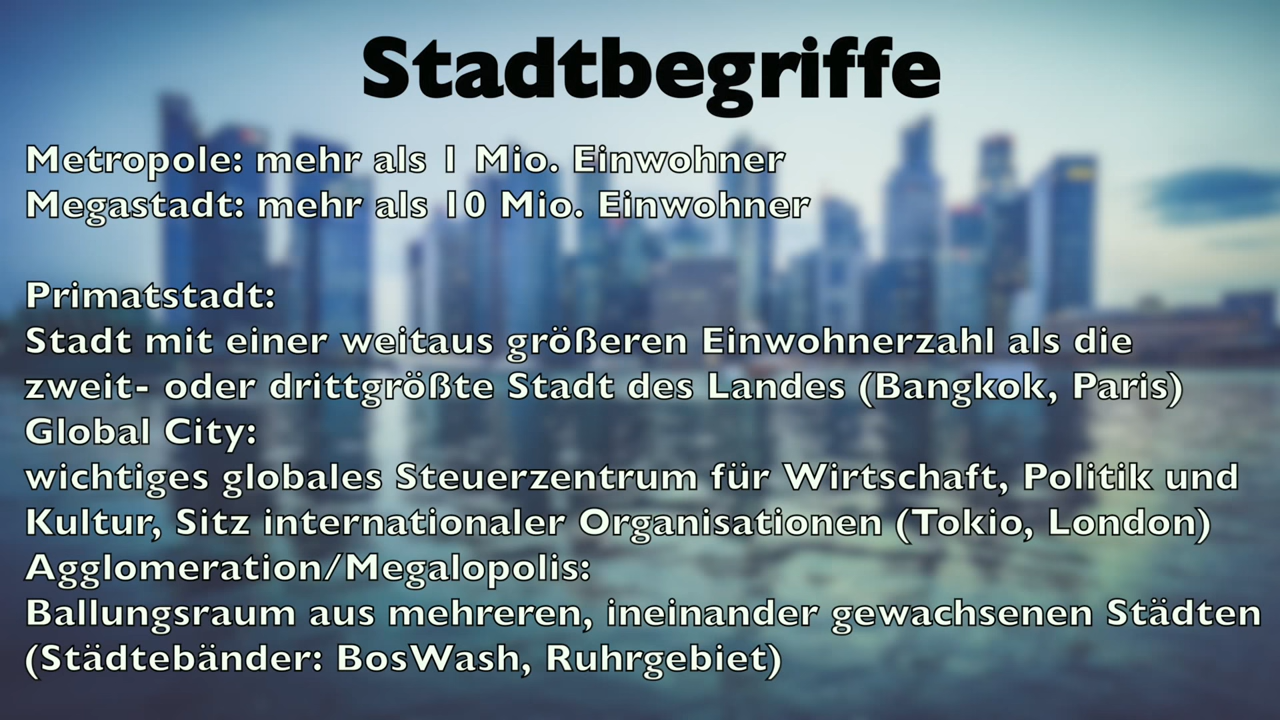 Stadtbegriffe
Metropole: mehr als 1 Mio. Einwohner
Megastadt: mehr als 10 Mio. Einwohner
Primatstadt:
Stadt mit einer weitaus größeren Einwohnerzahl als die
zweit- oder drittgrößte Stadt des Landes (Bangkok, Paris)
Global City:
wichtiges globales Steuerzentrum für Wirtschaft, Politik und
Kultur, Sitz internationaler Organisationen (Tokio, London)
Agglomeration/Megalopolis:
Ballungsraum aus mehreren, ineinander gewachsenen Städten
(Städtebänder: BosWash, Ruhrgebiet)